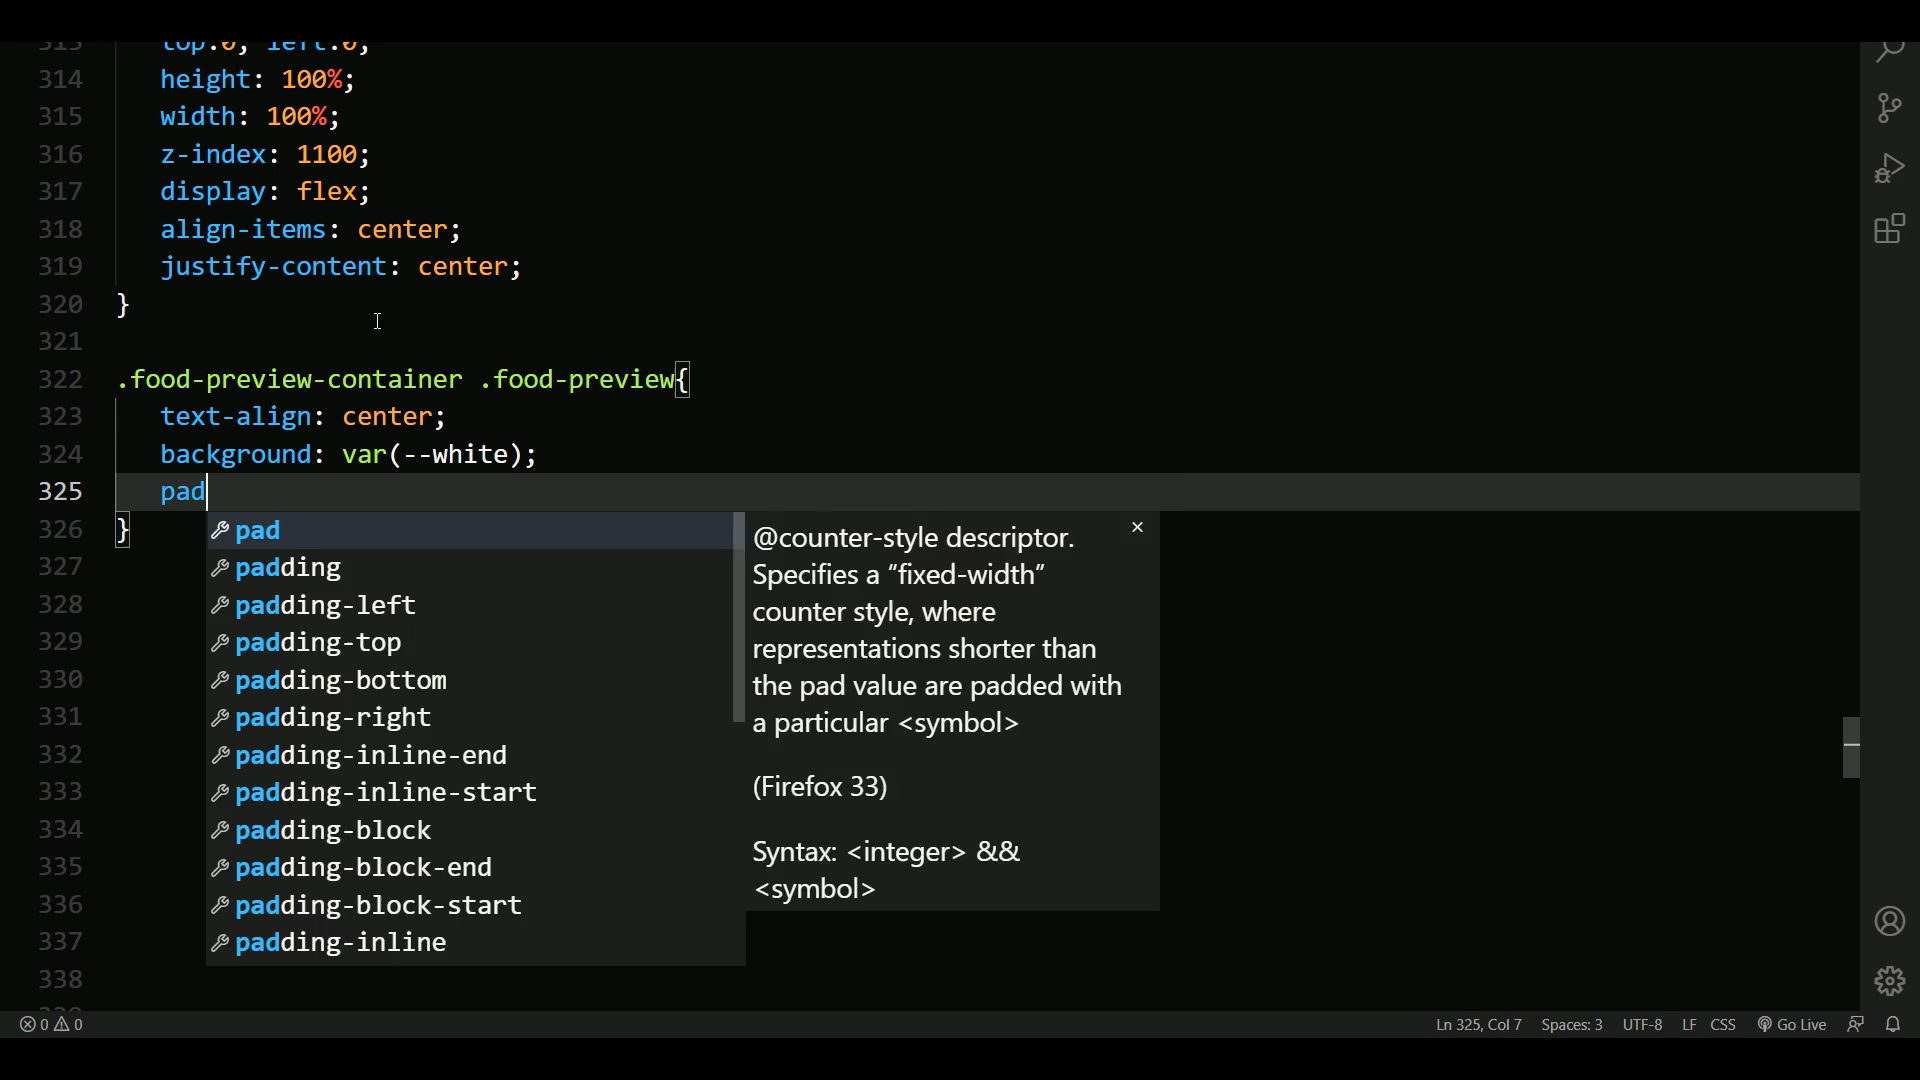 313 top:0; left:0;
314 height: 100%;
315 width: 100%;
316 z-index: 1100;
317 display: flex;
318 align-items: center;
319 justify-content: center;
320 }
321
322 .food-preview-container .food-preview{
323 text-align: center;
324 background: var(--white);
325 pad
326 }
327
328
329
330
331
332
333
334
335
336
337
338
pad
padding
padding-left
padding-top
padding-bottom
padding-right
padding-inline-end
padding-inline-start
padding-block
padding-block-end
padding-block-start
padding-inline
@counter-style descriptor.
Specifies a “fixed-width”
counter style, where
representations shorter than
the pad value are padded with
a particular <symbol>
(Firefox 33)
Syntax: <integer> &&
<symbol>
0 0 Ln 325, Col 7 Spaces: 3 UTF-8 LF CSS Go Live